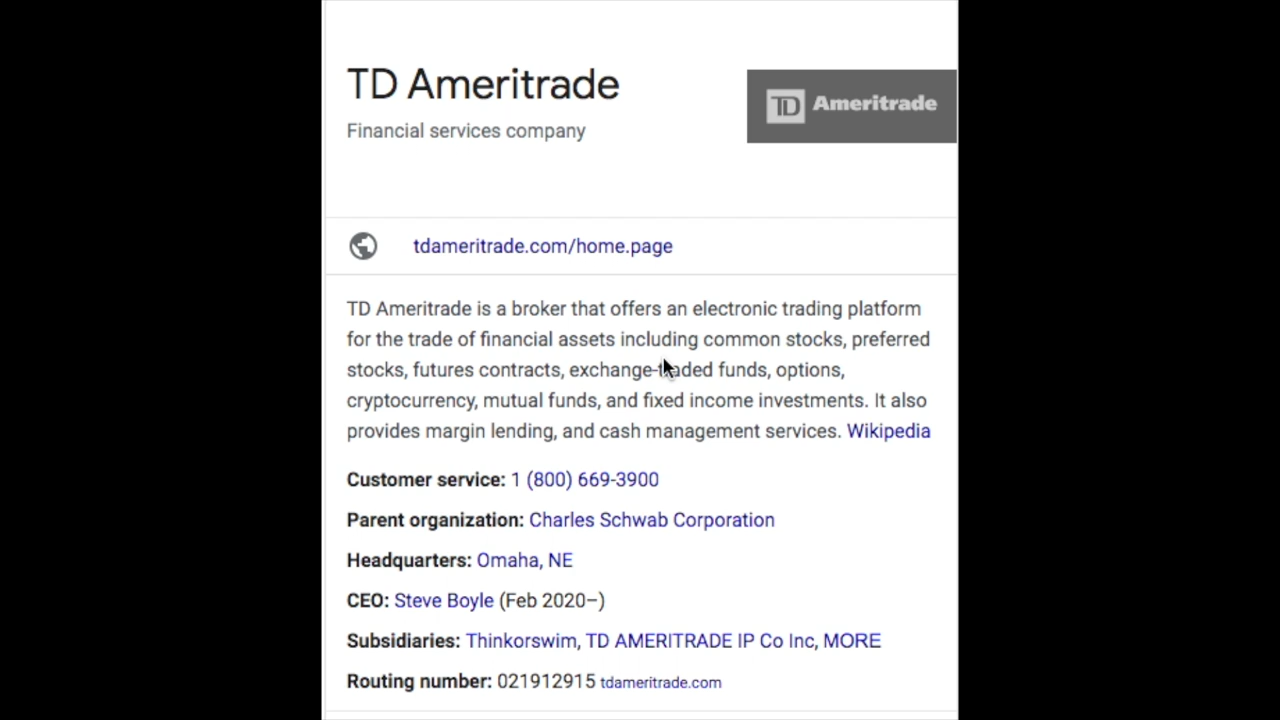 TD Ameritrade
Financial services company
TD Ameritrade
tdameritrade.com/home.page
TD Ameritrade is a broker that offers an electronic trading platform
for the trade of financial assets including common stocks, preferred
stocks, futures contracts, exchange-traded funds, options,
cryptocurrency, mutual funds, and fixed income investments. It also
provides margin lending, and cash management services. Wikipedia
Customer service: 1 (800) 669-3900
Parent organization: Charles Schwab Corporation
Headquarters: Omaha, NE
CEO: Steve Boyle (Feb 2020–)
Subsidiaries: Thinkorswim, TD AMERITRADE IP Co Inc, MORE
Routing number: 021912915 tdameritrade.com